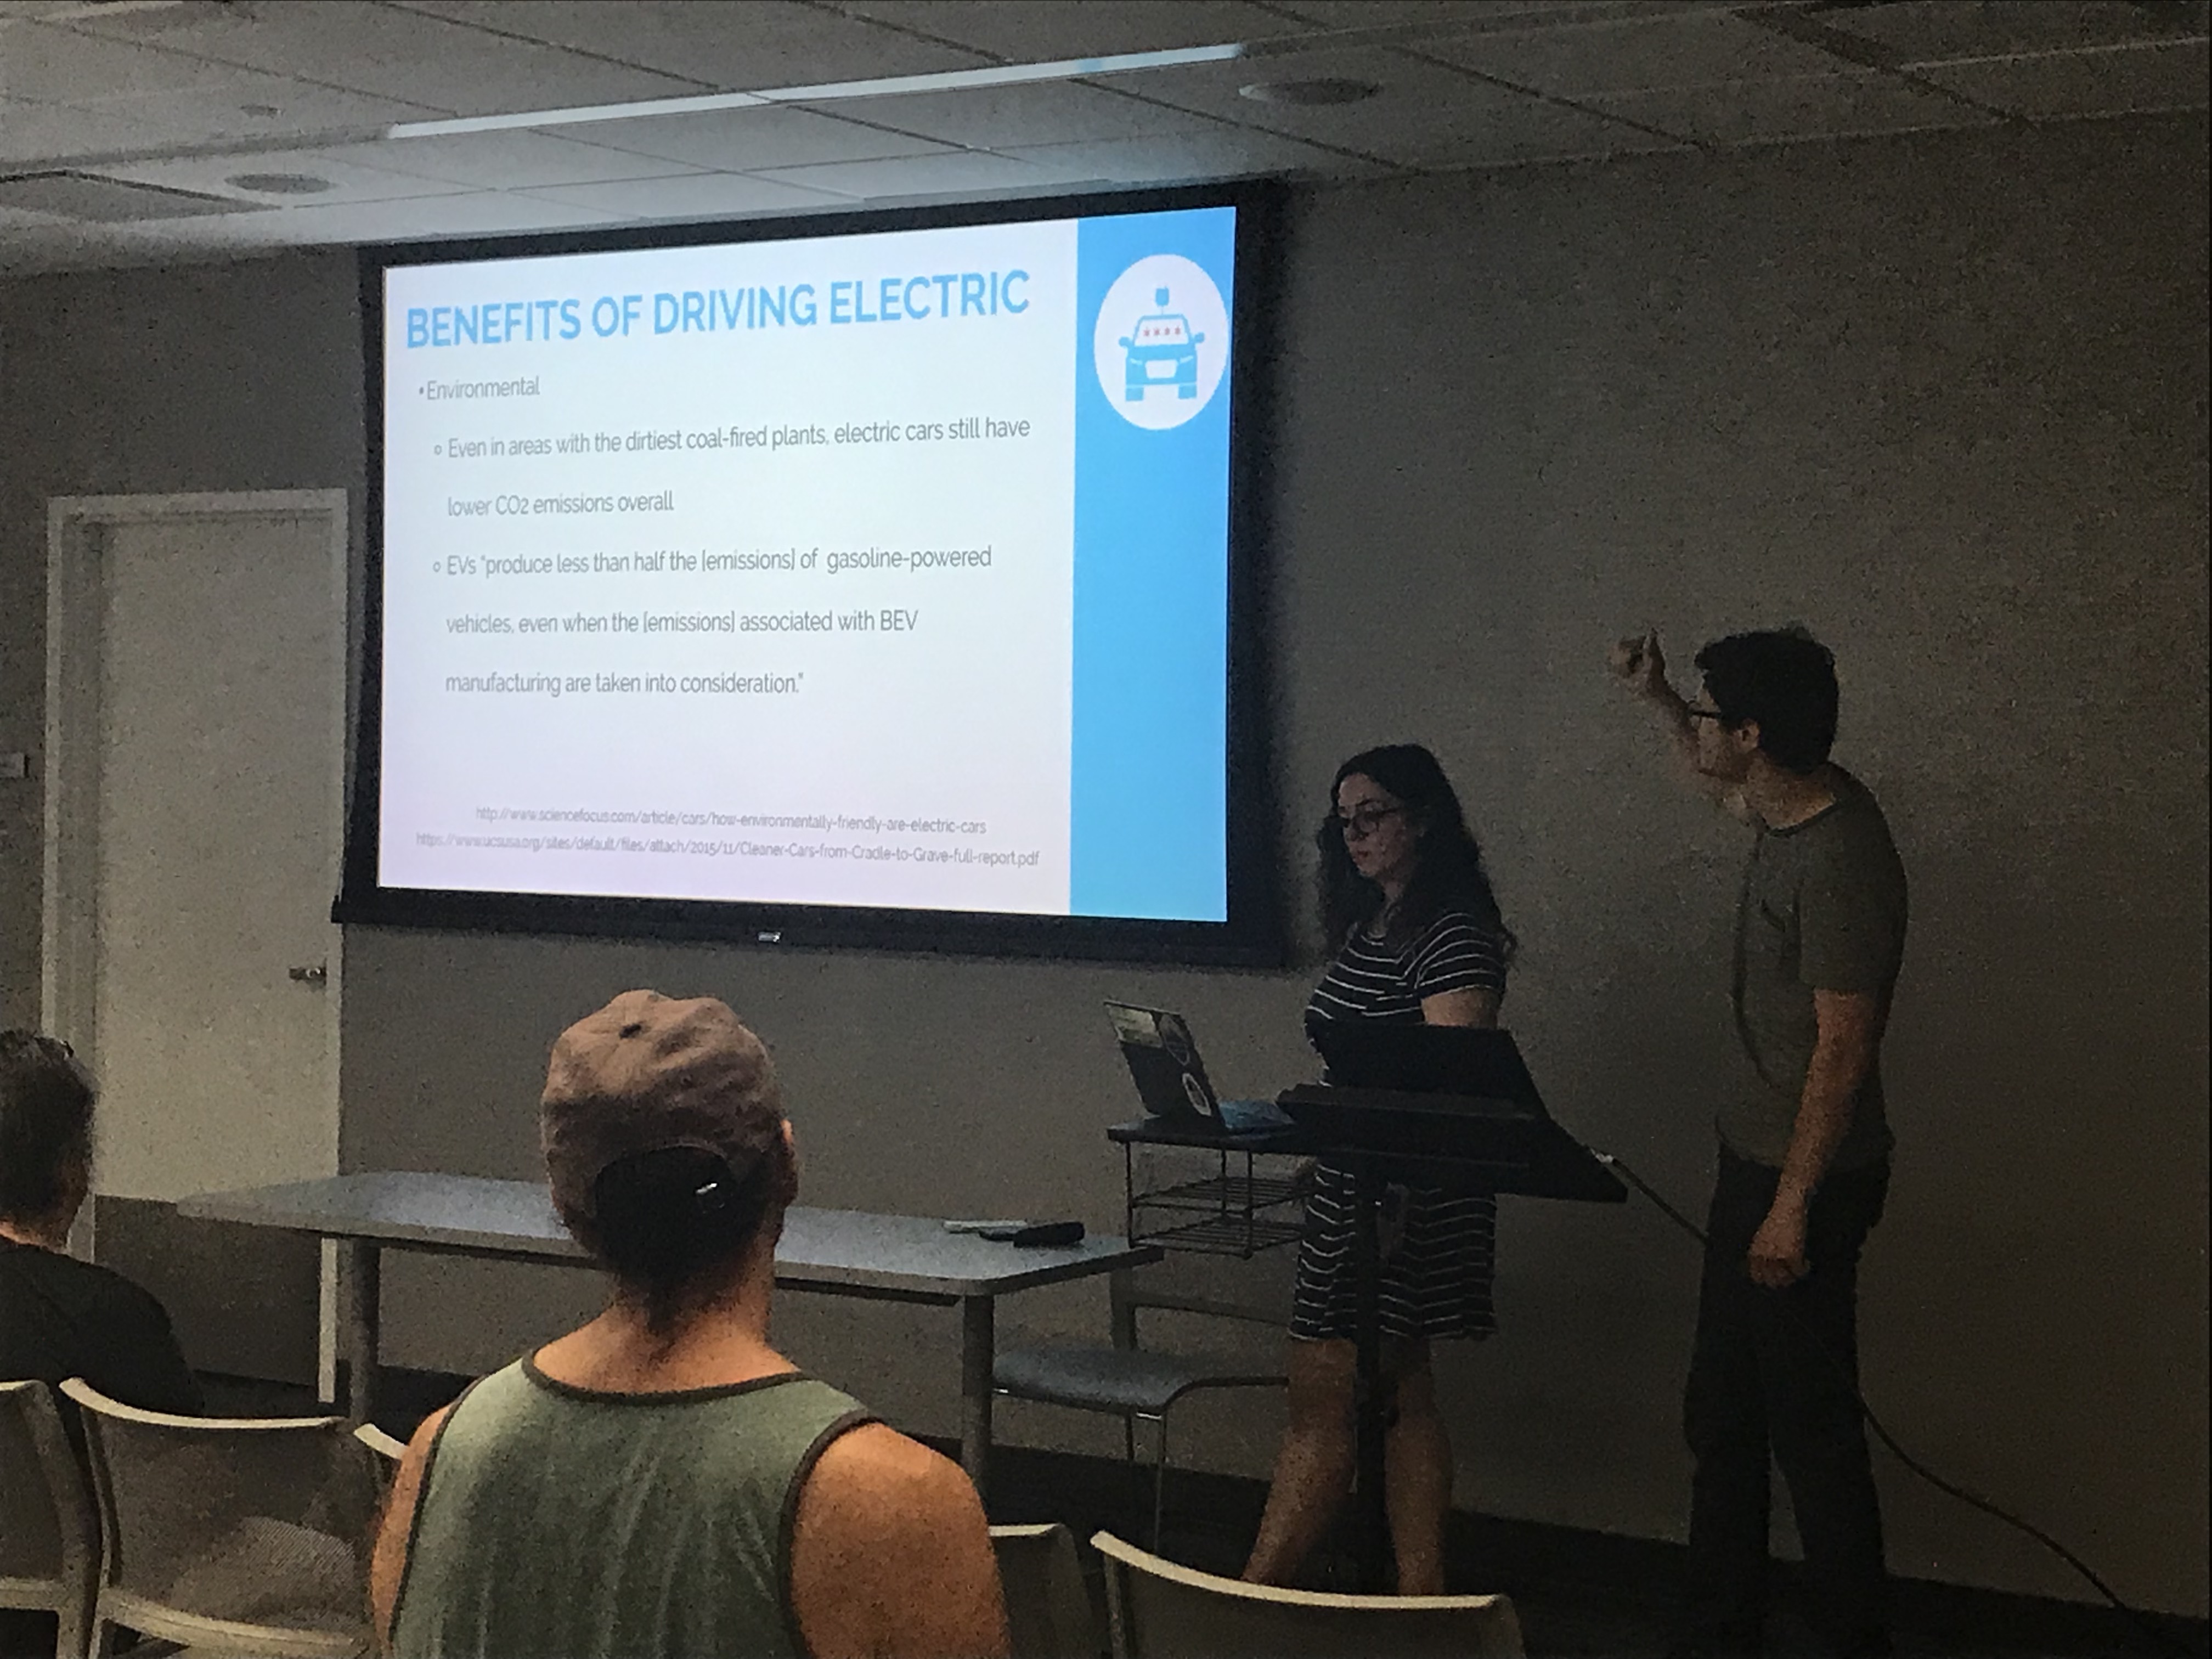 BENEFITS OF DRIVING ELECTRIC
• Environmental
o Even in areas with the dirtiest coal-fired plants, electric cars still have
lower CO2 emissions overall
o EVs "produce less than half the [emissions] of gasoline-powered
vehicles, even when the [emissions] associated with BEV
manufacturing are taken into consideration."
http://www.sciencefocus.com/article/cars/how-environmentally-friendly-are-electric-cars
https://www.ucsusa.org/sites/default/files/attach/2015/11/Cleaner-Cars-from-Cradle-to-Grave-full-report.pdf